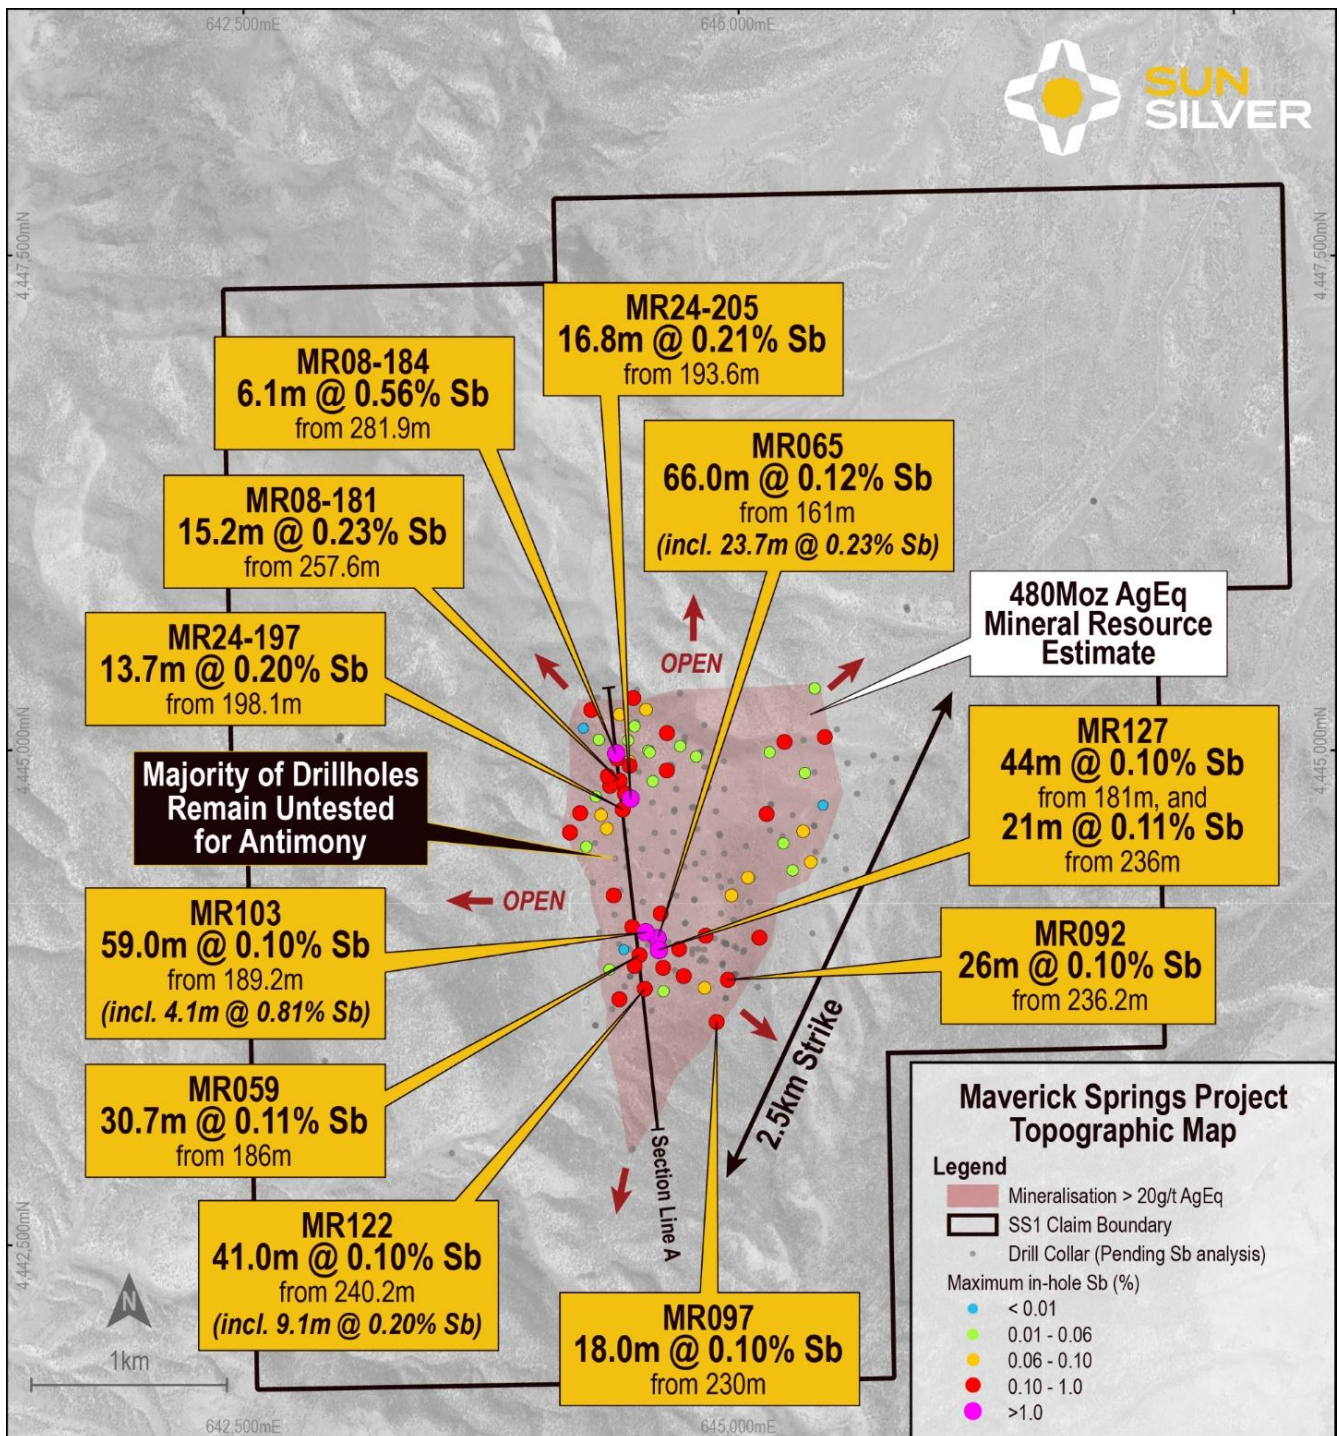 642,500mE
645,000mE
SUN
SILVER
4,447,500mN
4,447,500mN
MR24-205
16.8m @ 0.21% Sb
from 193.6m
MR08-184
6.1m @ 0.56% Sb
from 281.9m
MR065
66.0m @ 0.12% Sb
from 161m
(incl. 23.7m @ 0.23% Sb)
MR08-181
15.2m @ 0.23% Sb
from 257.6m
480Moz AgEq
Mineral Resource
Estimate
MR24-197
13.7m @ 0.20% Sb
from 198.1m
OPEN
4,445,000mN
4,445,000mN
MR127
44m @ 0.10% Sb
from 181m, and
21m @ 0.11% Sb
from 236m
Majority of Drillholes
Remain Untested
for Antimony
OPEN
MR103
59.0m @ 0.10% Sb
from 189.2m
(incl. 4.1m @ 0.81% Sb)
MR092
26m @ 0.10% Sb
from 236.2m
2.5km Strike
MR059
30.7m @ 0.11% Sb
from 186m
Section Line A
MR122
41.0m @ 0.10% Sb
from 240.2m
(incl. 9.1m @ 0.20% Sb)
MR097
18.0m @ 0.10% Sb
from 230m
4,442,500mN
N
1km
Maverick Springs Project
Topographic Map
Legend
Mineralisation > 20g/t AgEq
SS1 Claim Boundary
Drill Collar (Pending Sb analysis)
Maximum in-hole Sb (%)
< 0.01
0.01 - 0.06
0.06 - 0.10
0.10 - 1.0
>1.0
642,500mE
645,000mE